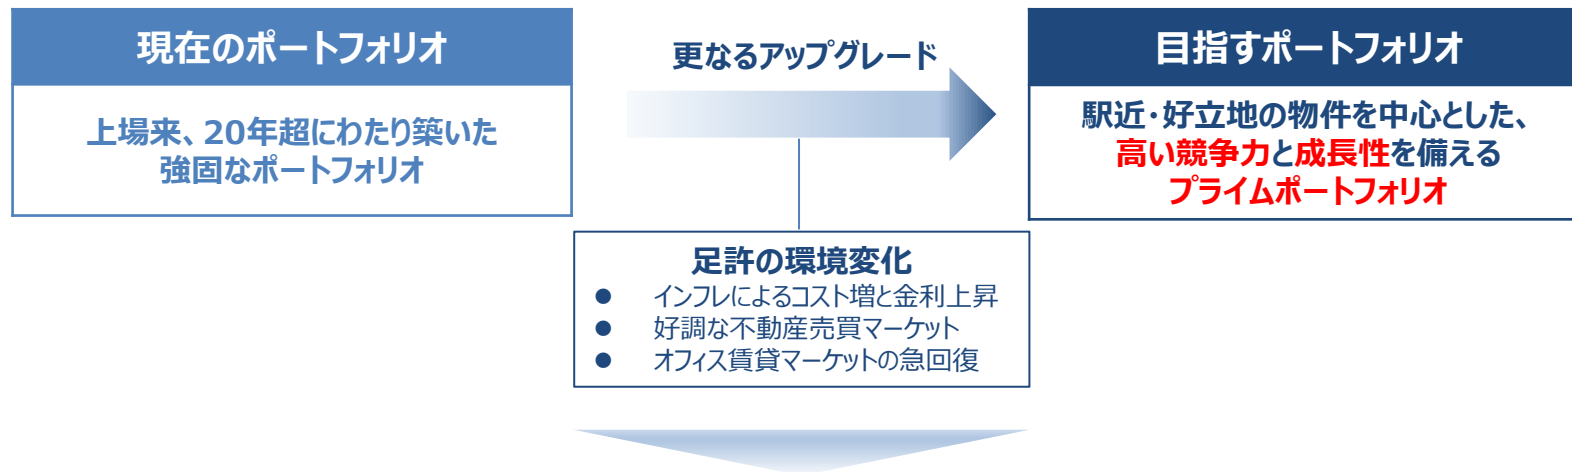 現在のポートフォリオ
上場来、20年超にわたり築いた
強固なポートフォリオ
更なるアップグレード
目指すポートフォリオ
駅近・好立地の物件を中心とした、
高い競争力と成長性を備える
プライムポートフォリオ
足許の環境変化
● インフレによるコスト増と金利上昇
● 好調な不動産売買マーケット
● オフィス賃貸マーケットの急回復